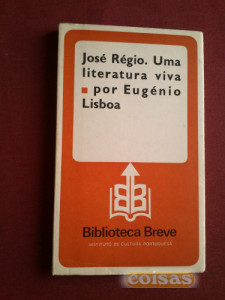 José Régio. Uma
literatura viva
por Eugénio
Lisboa
Biblioteca Breve
INSTITUTO DE CULTURA PORTUGUESA
coisas